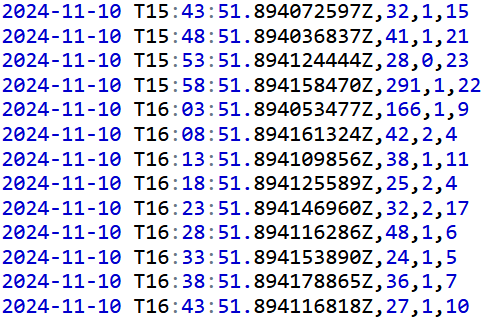 2024-11-10 T15:43:51.894072597Z,32,1,15
2024-11-10 T15:48:51.894036837Z,41,1,21
2024-11-10 T15:53:51.894124444Z,28,0,23
2024-11-10 T15:58:51.894158470Z,291,1,22
2024-11-10 T16:03:51.894053477Z,166,1,9
2024-11-10 T16:08:51.894161324Z,42,2,4
2024-11-10 T16:13:51.894109856Z,38,1,11
2024-11-10 T16:18:51.894125589Z,25,2,4
2024-11-10 T16:23:51.894146960Z,32,2,17
2024-11-10 T16:28:51.894116286Z,48,1,6
2024-11-10 T16:33:51.894153890Z,24,1,5
2024-11-10 T16:38:51.894178865Z,36,1,7
2024-11-10 T16:43:51.894116818Z,27,1,10